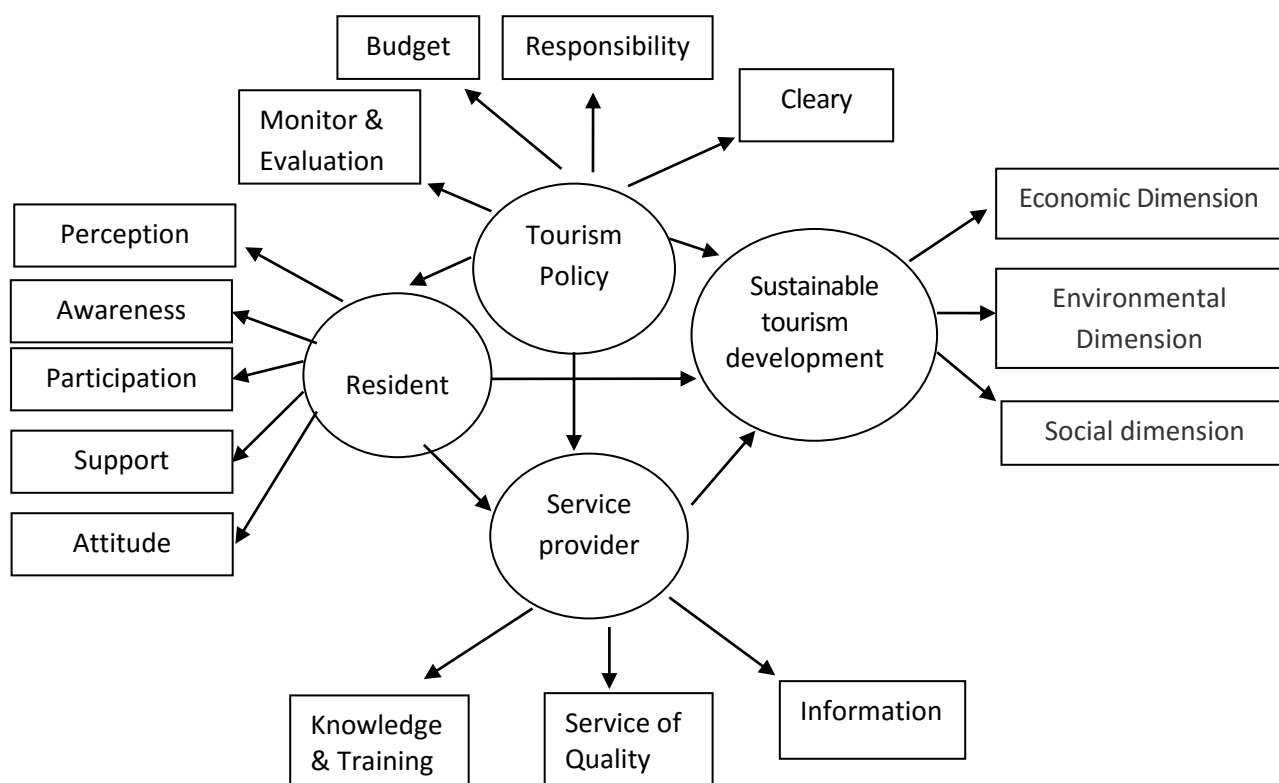 Budget
Responsibility
Cleary
Monitor &
Evaluation
Economic Dimension
Perception
Tourism
Policy
Sustainable
tourism
development
Environmental
Dimension
Awareness
Participation
Resident
Social dimension
Support
Service
provider
Attitude
Knowledge
& Training
Service of
Quality
Information